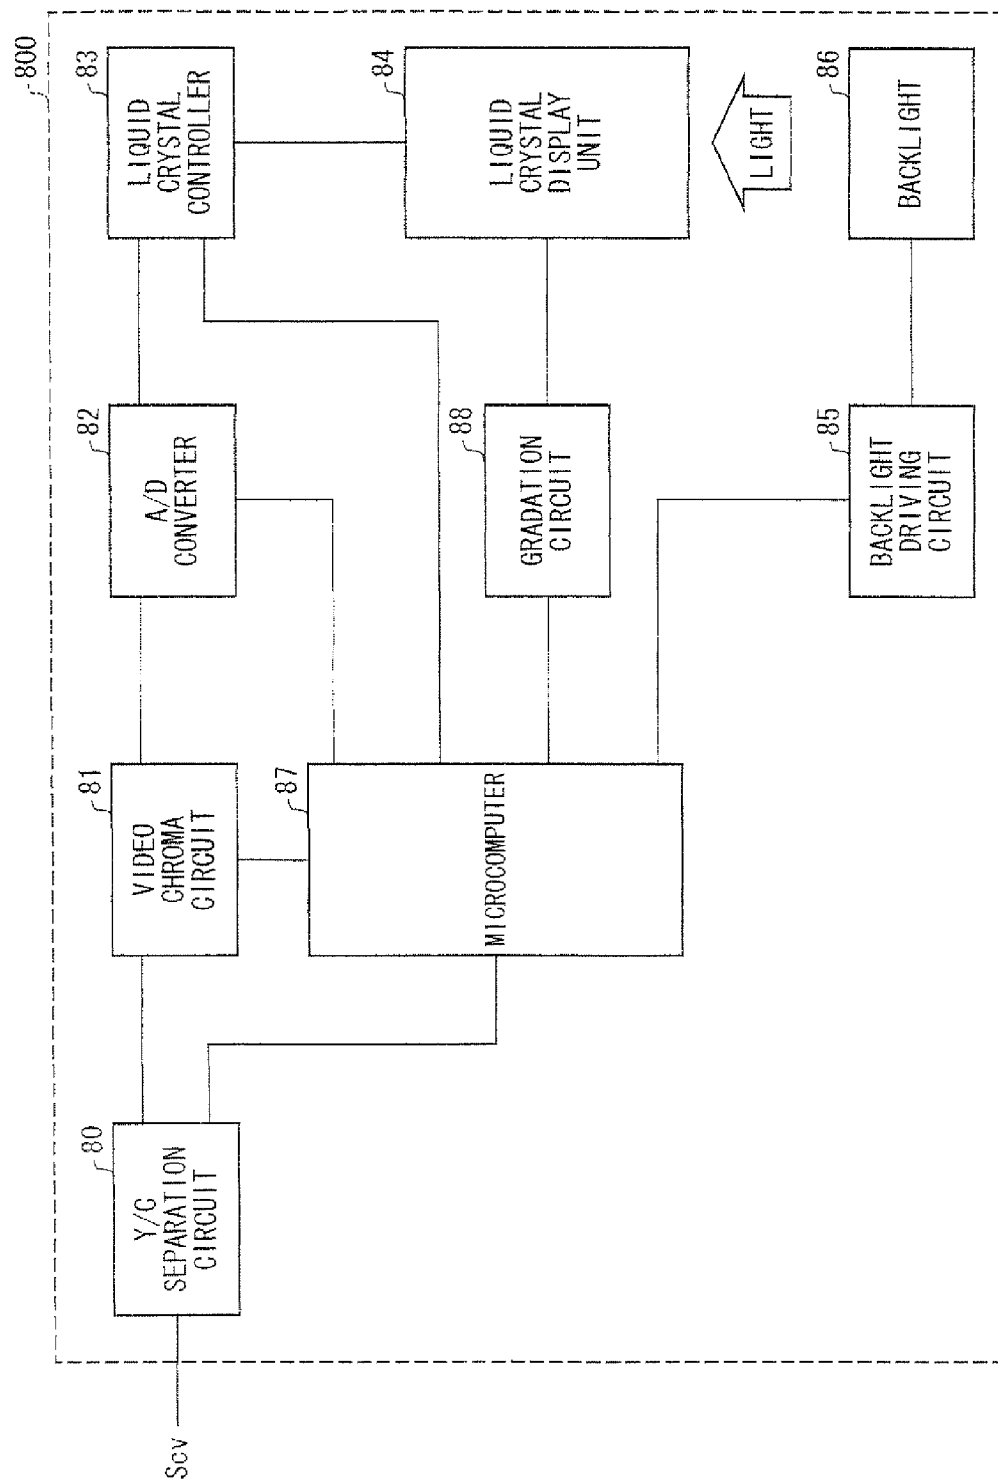 800
80
Y/C
SEPARATION
CIRCUIT
81
VIDEO
CHROMA
CIRCUIT
82
A/D
CONVERTER
83
LIQUID
CRYSTAL
CONTROLLER
87
MICROCOMPUTER
88
GRADATION
CIRCUIT
84
LIQUID
CRYSTAL
DISPLAY
UNIT
LIGHT
85
BACKLIGHT
DRIVING
CIRCUIT
86
BACKLIGHT
Scv